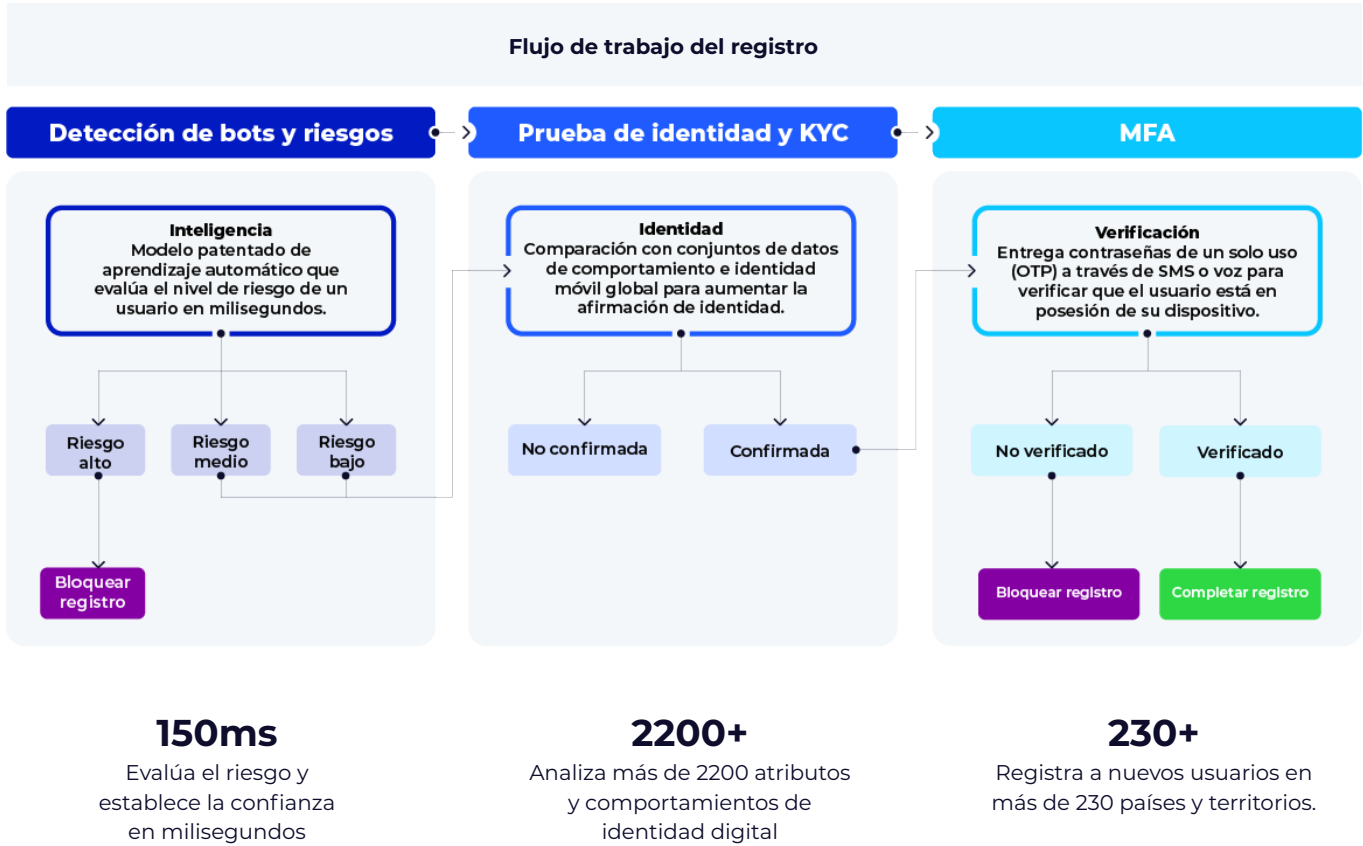 Flujo de trabajo del registro
Detección de bots y riesgos
Prueba de identidad y KYC
MFA
Inteligencia
Modelo patentado de
aprendizaje automático que
evalúa el nivel de riesgo de un
usuario en milisegundos.
Riesgo
alto
Riesgo
medio
Riesgo
bajo
Bloquear
registro
Identidad
Comparación con conjuntos de datos
de comportamiento e identidad
móvil global para aumentar la
afirmación de identidad.
No confirmada
Confirmada
Verificación
Entrega contraseñas de un solo uso
(OTP) a través de SMS o voz para
verificar que el usuario está en
posesión de su dispositivo.
No verificado
Verificado
Bloquear registro
Completar registro
150ms
Evalúa el riesgo y
establece la confianza
en milisegundos
2200+
Analiza más de 2200 atributos
y comportamientos de
identidad digital
230+
Registra a nuevos usuarios en
más de 230 países y territorios.